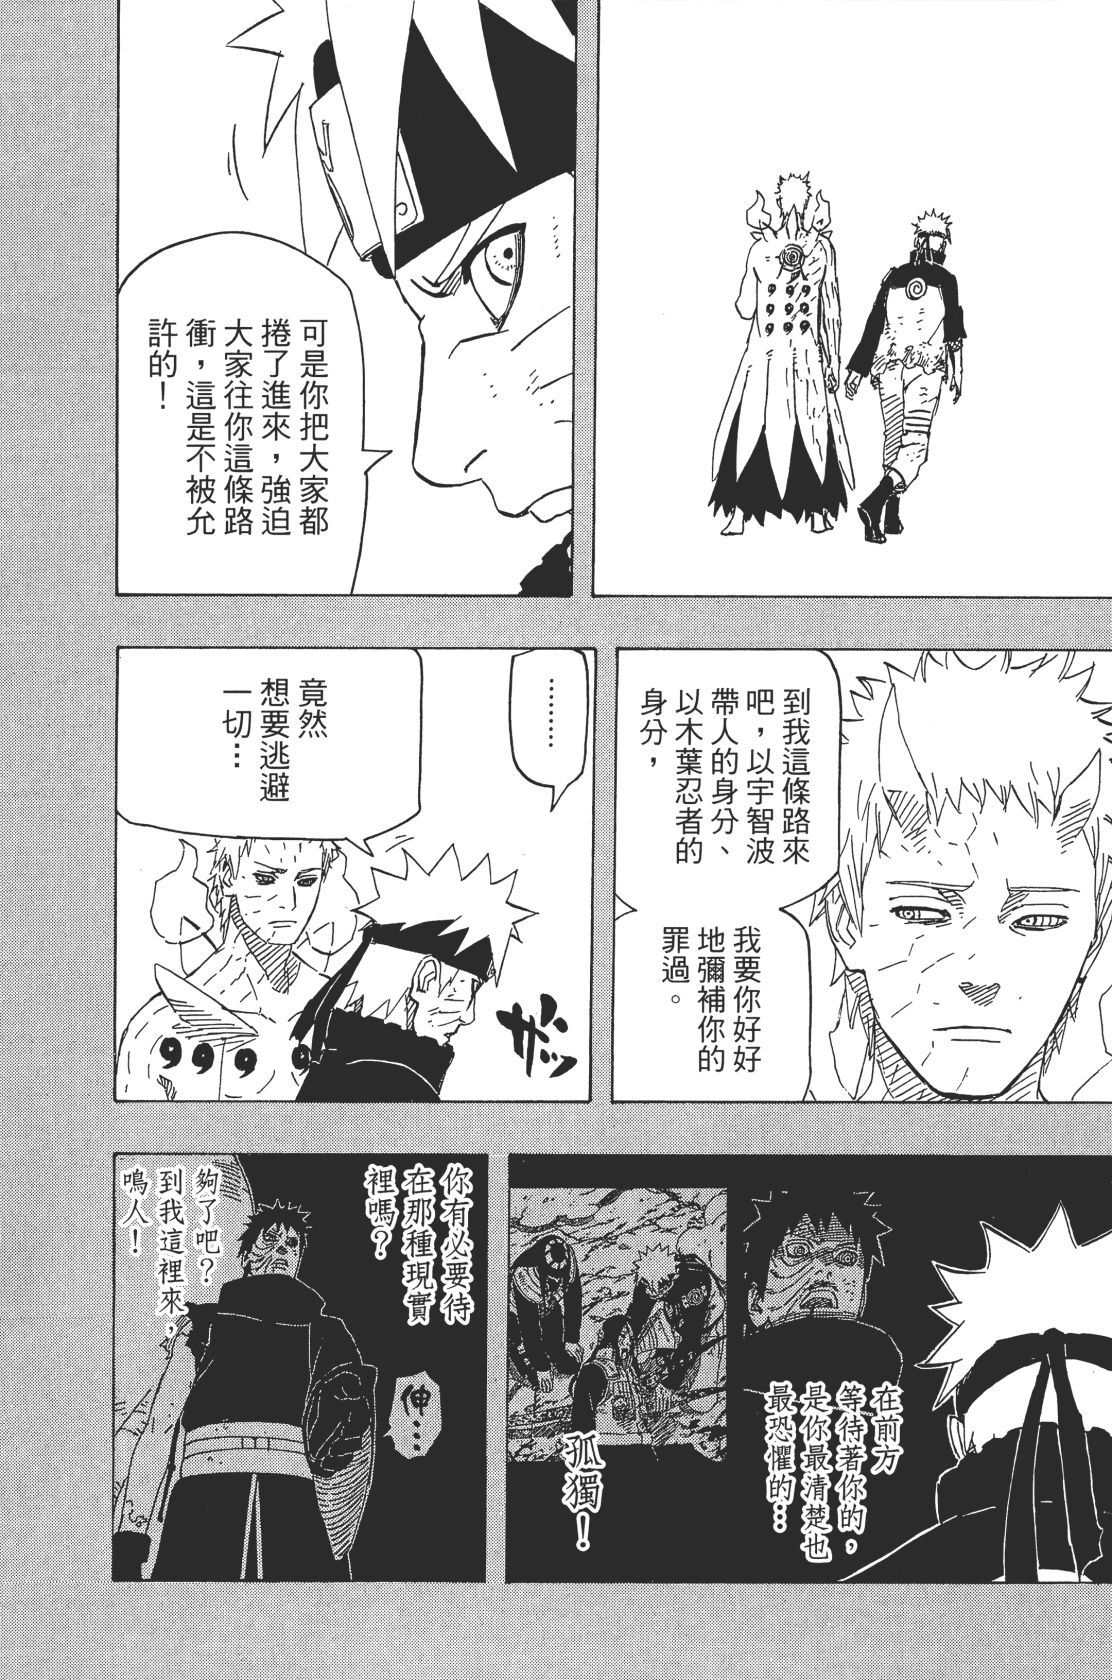 可是你把大家都
捲了進來，強迫
大家往你這條路
衝，這是不被允
許的！
到我這條路來
吧，以宇智波
帶人的身分、
以木葉忍者的
身分，
我要你好好
地彌補你的
罪過。
………
竟然
想要逃避
一切…
ザッ
在前方
等待著你的，
是你最清楚也
最恐懼的…
孤獨！
你有必要待
在那種現實
裡嗎？
伸…
夠了吧？
到我這裡來，
鳴人！